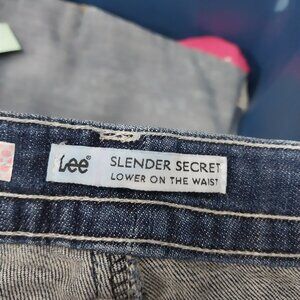 Lee®
SLENDER SECRET
LOWER ON THE WAIST